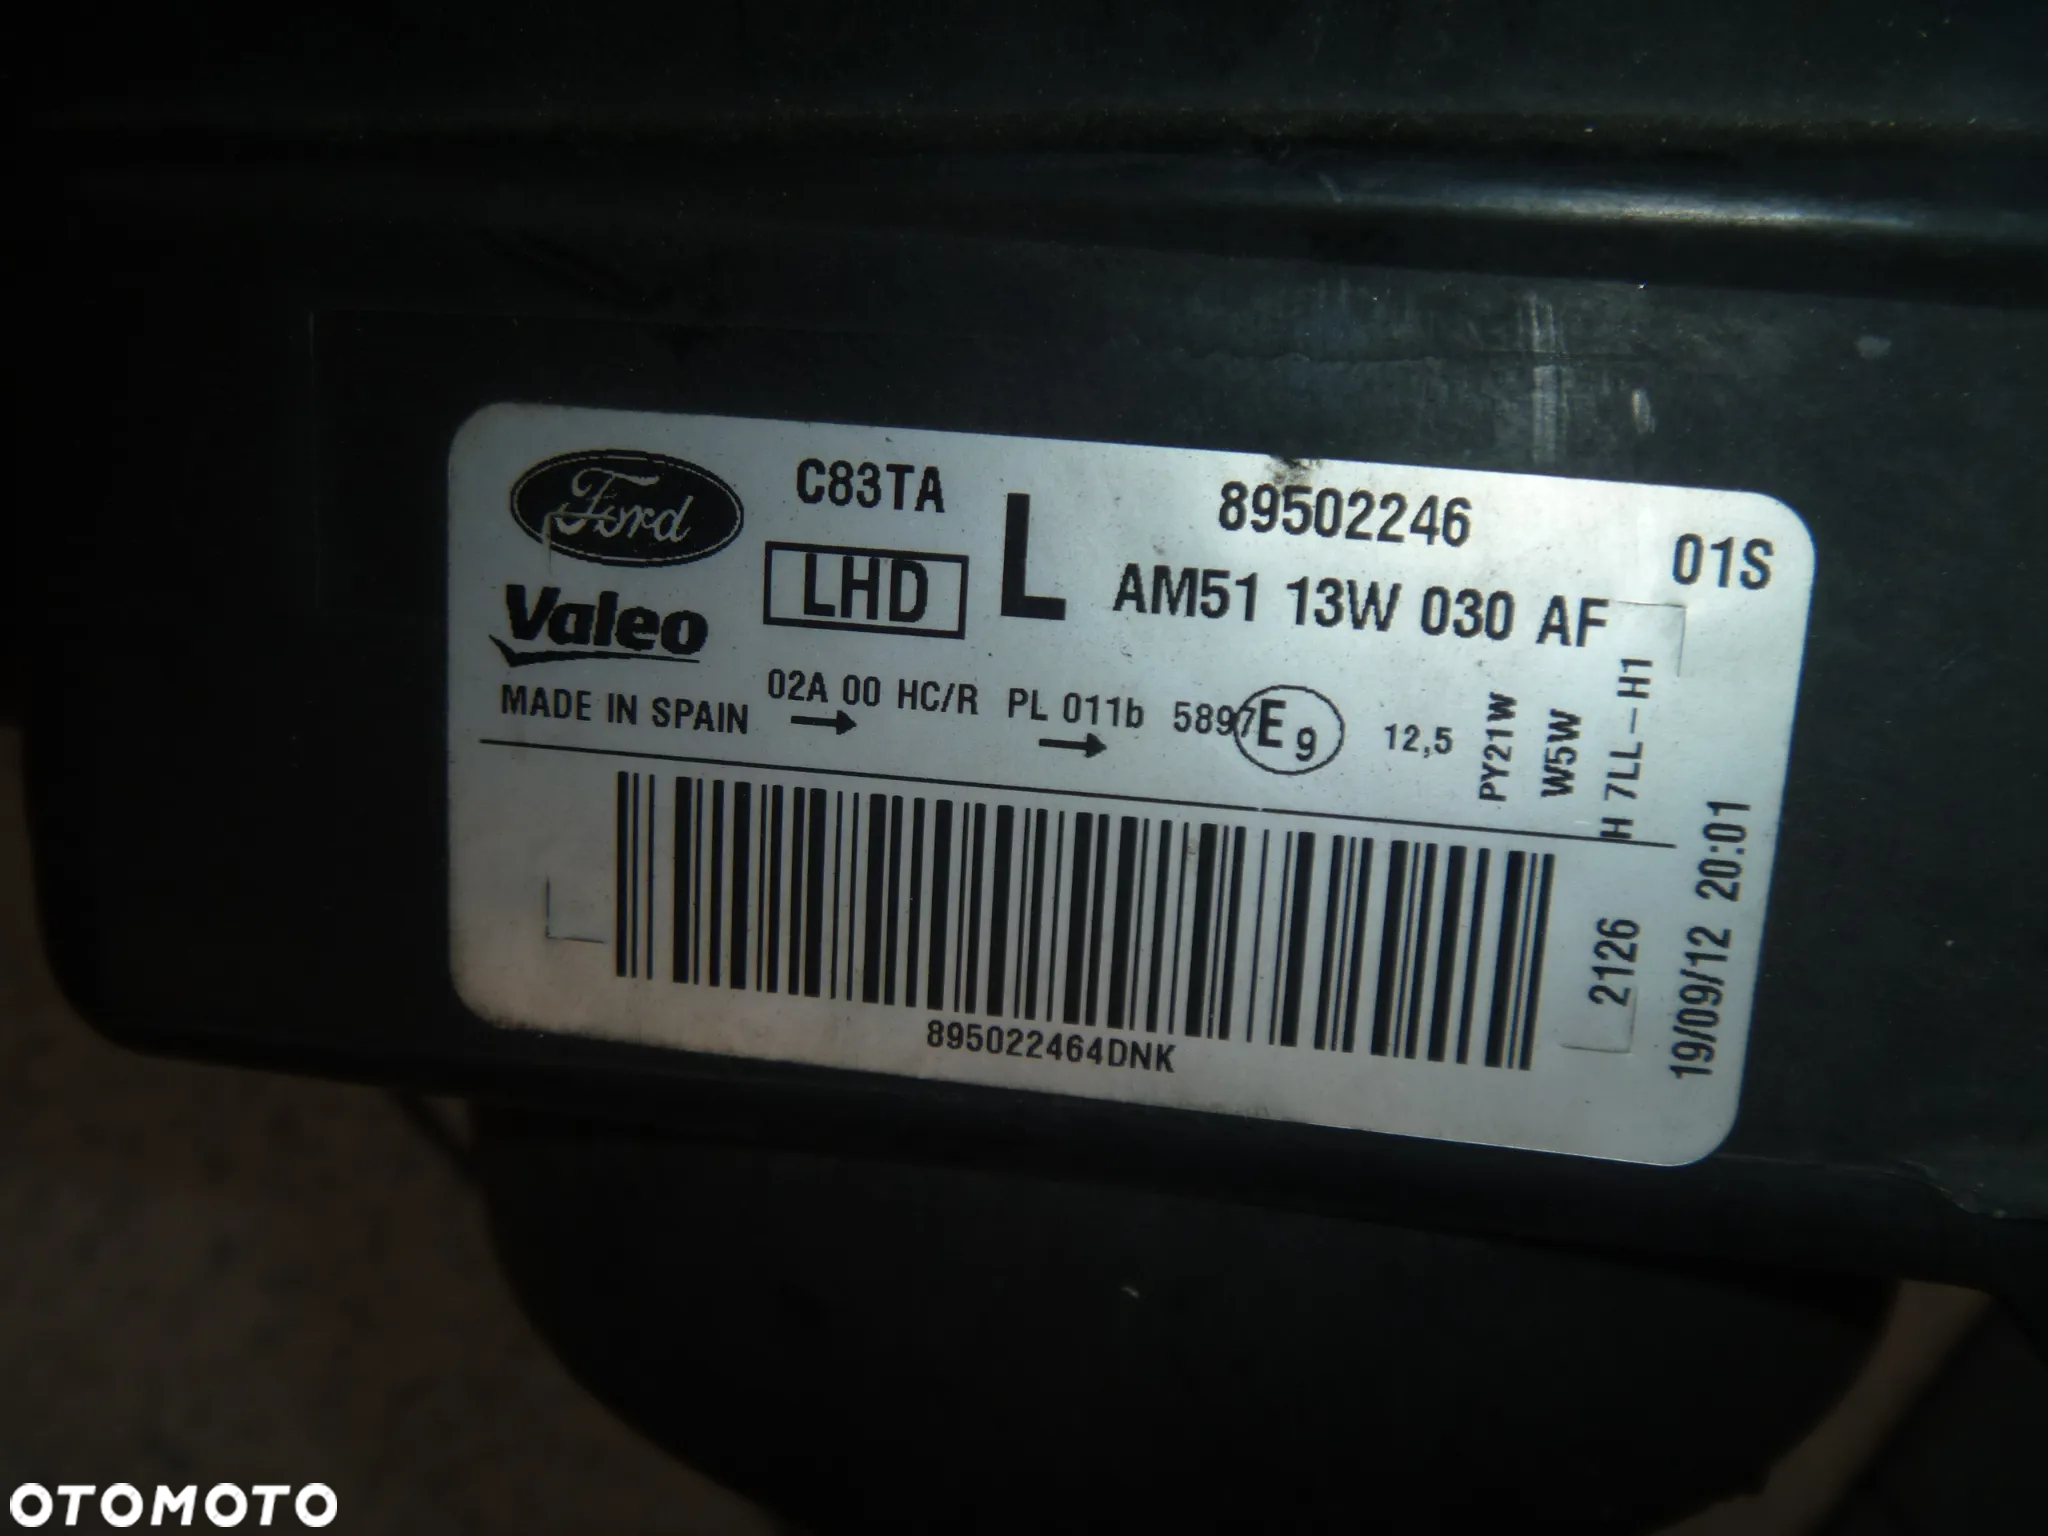 Ford
C83TA
L
89502246
01S
Valeo
LHD
AM51 13W 030 AF
MADE IN SPAIN
02A 00 HC/R PL 011b 5897 E9 12,5
PY21W
W5W
H 7LL-H1
2126
19/09/12 20:01
895022464DNK
OTOMOTO